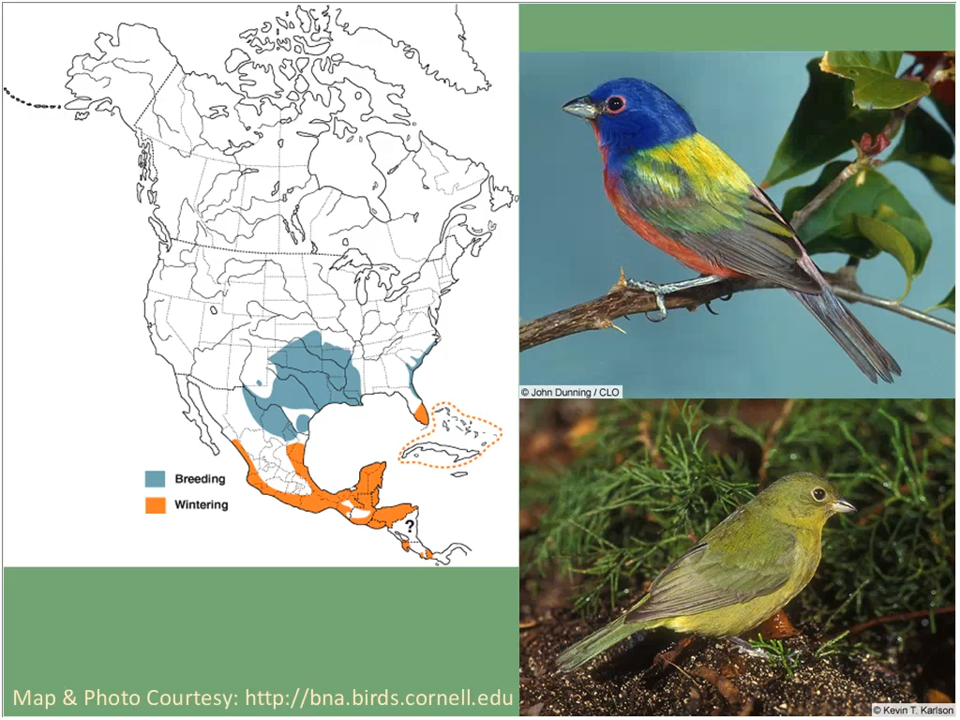 Breeding
Wintering
?
Map & Photo Courtesy: http://bna.birds.cornell.edu
© John Dunning / CLO
© Kevin T. Karlson